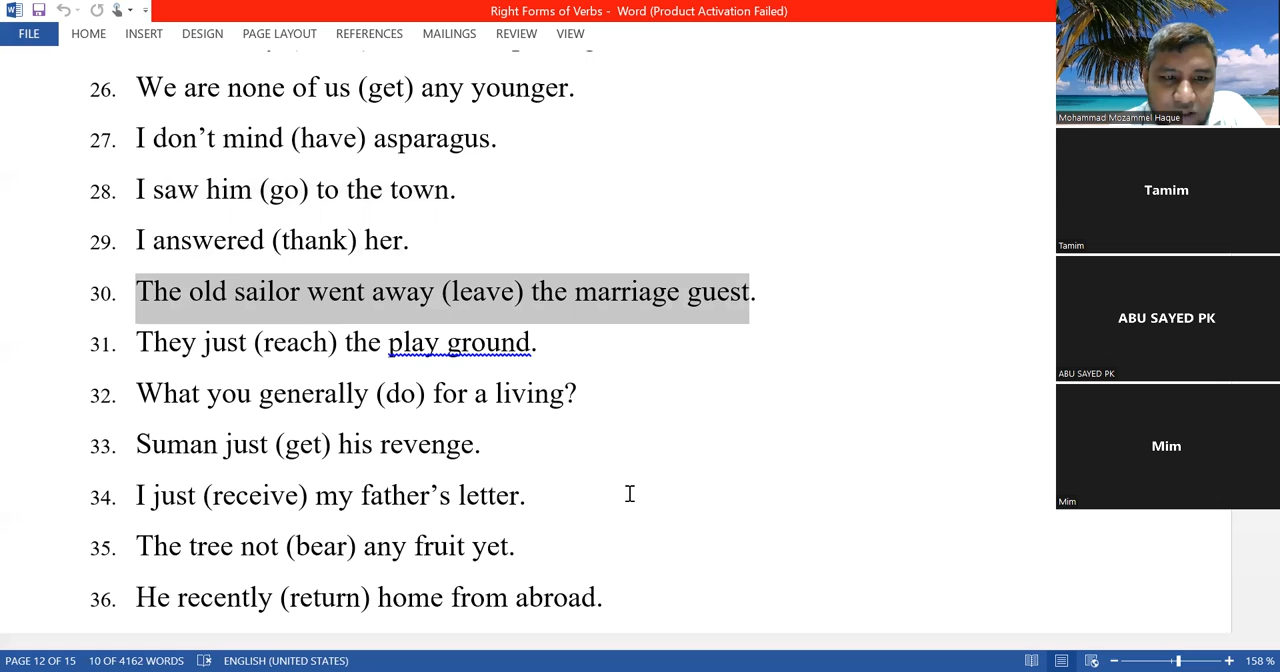 Right Forms of Verbs - Word (Product Activation Failed)
FILE HOME INSERT DESIGN PAGE LAYOUT REFERENCES MAILINGS REVIEW VIEW
26. We are none of us (get) any younger.
27. I don’t mind (have) asparagus.
28. I saw him (go) to the town.
29. I answered (thank) her.
30. The old sailor went away (leave) the marriage guest.
31. They just (reach) the play ground.
32. What you generally (do) for a living?
33. Suman just (get) his revenge.
34. I just (receive) my father’s letter.
35. The tree not (bear) any fruit yet.
36. He recently (return) home from abroad.
Mohammad Mozammel Haque
Tamim
Tamim
ABU SAYED PK
ABU SAYED PK
Mim
Mim
PAGE 12 OF 15 10 OF 4162 WORDS ENGLISH (UNITED STATES) 158 %